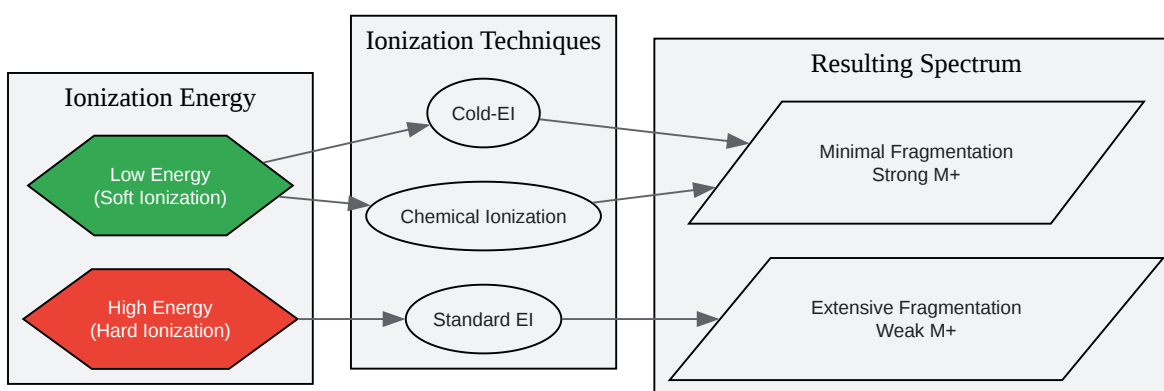 Ionization Energy
Low Energy
(Soft Ionization)
High Energy
(Hard Ionization)
Ionization Techniques
Cold-EI
Chemical Ionization
Standard EI
Resulting Spectrum
Minimal Fragmentation
Strong M+
Extensive Fragmentation
Weak M+